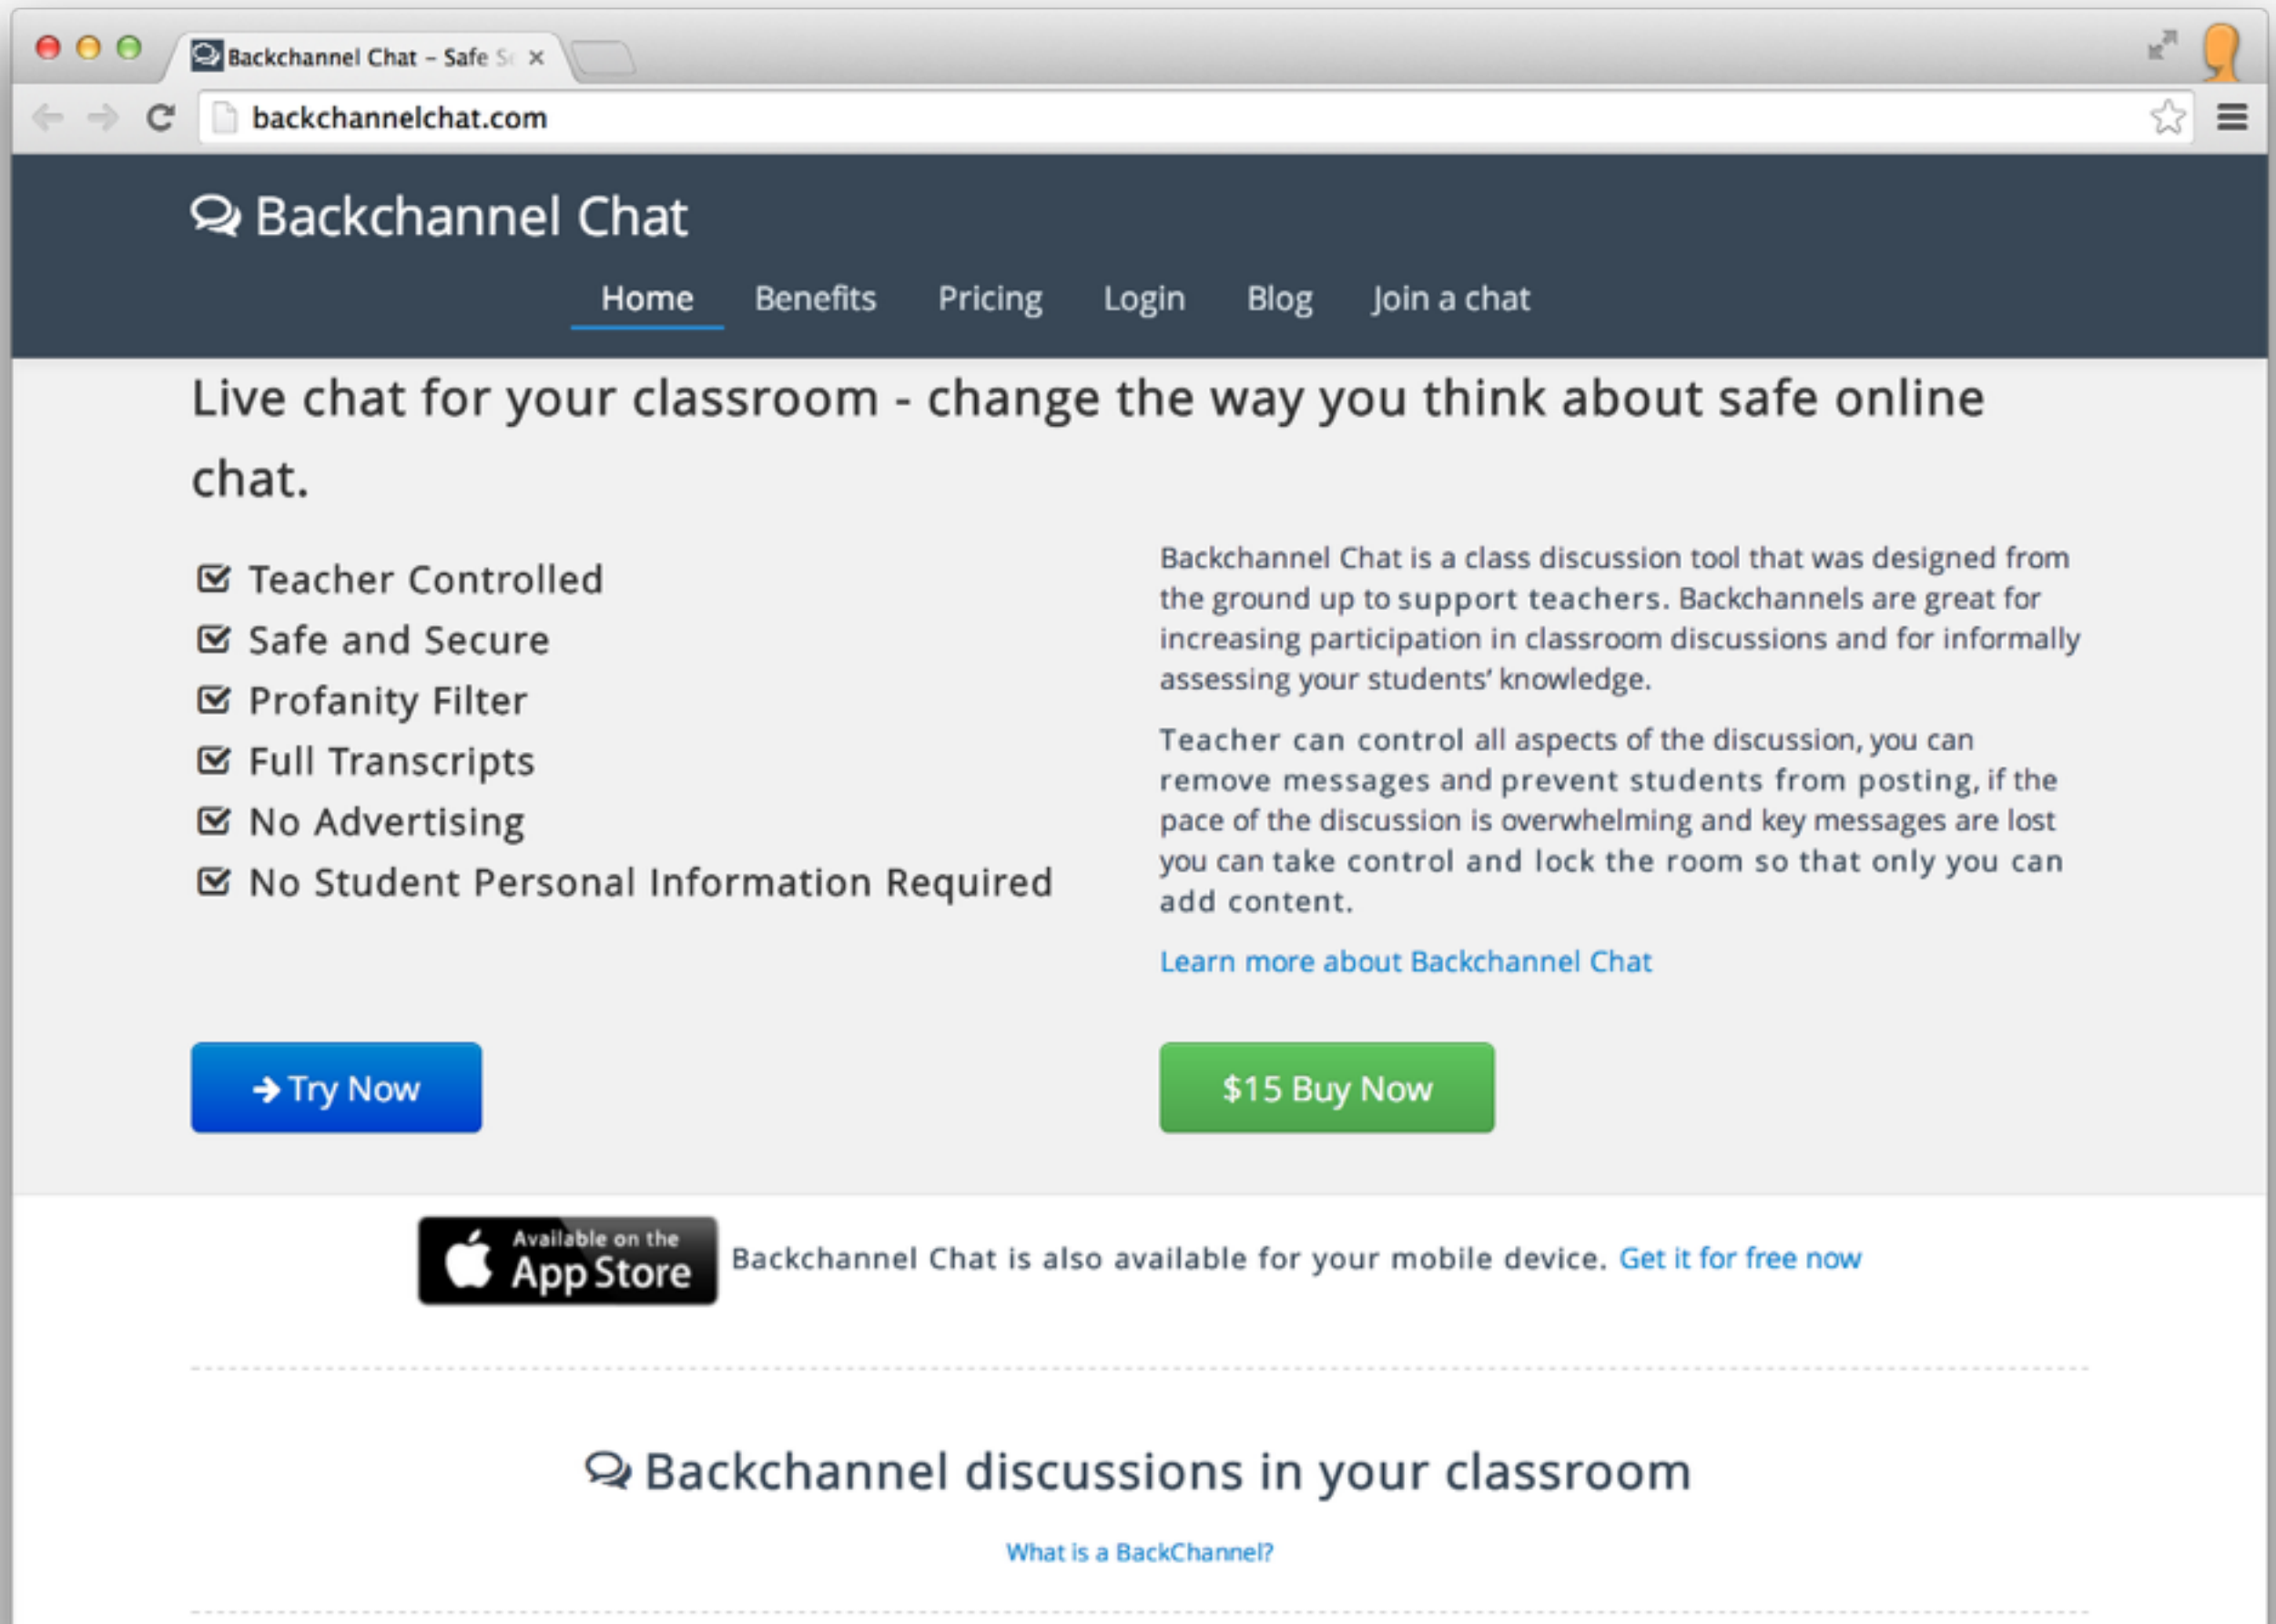 Backchannel Chat – Safe
backchannelchat.com
Backchannel Chat
Home Benefits Pricing Login Blog Join a chat
Live chat for your classroom - change the way you think about safe online
chat.
Teacher Controlled
Safe and Secure
Profanity Filter
Full Transcripts
No Advertising
No Student Personal Information Required
Backchannel Chat is a class discussion tool that was designed from
the ground up to support teachers. Backchannels are great for
increasing participation in classroom discussions and for informally
assessing your students’ knowledge.
Teacher can control all aspects of the discussion, you can
remove messages and prevent students from posting, if the
pace of the discussion is overwhelming and key messages are lost
you can take control and lock the room so that only you can
add content.
Learn more about Backchannel Chat
Try Now
$15 Buy Now
Available on the
App Store
Backchannel Chat is also available for your mobile device. Get it for free now
Backchannel discussions in your classroom
What is a BackChannel?